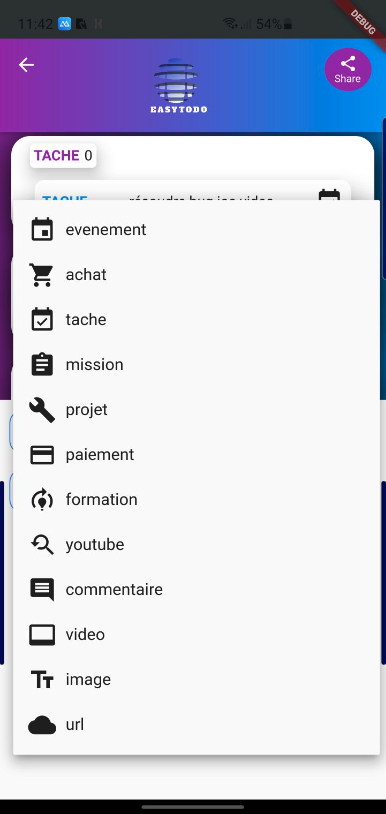 11:42
54%
DEBUG
Share
EASYTODO
TACHE 0
TACHE résoudre bug ios video
evenement
achat
tache
mission
projet
paiement
formation
youtube
commentaire
video
image
url